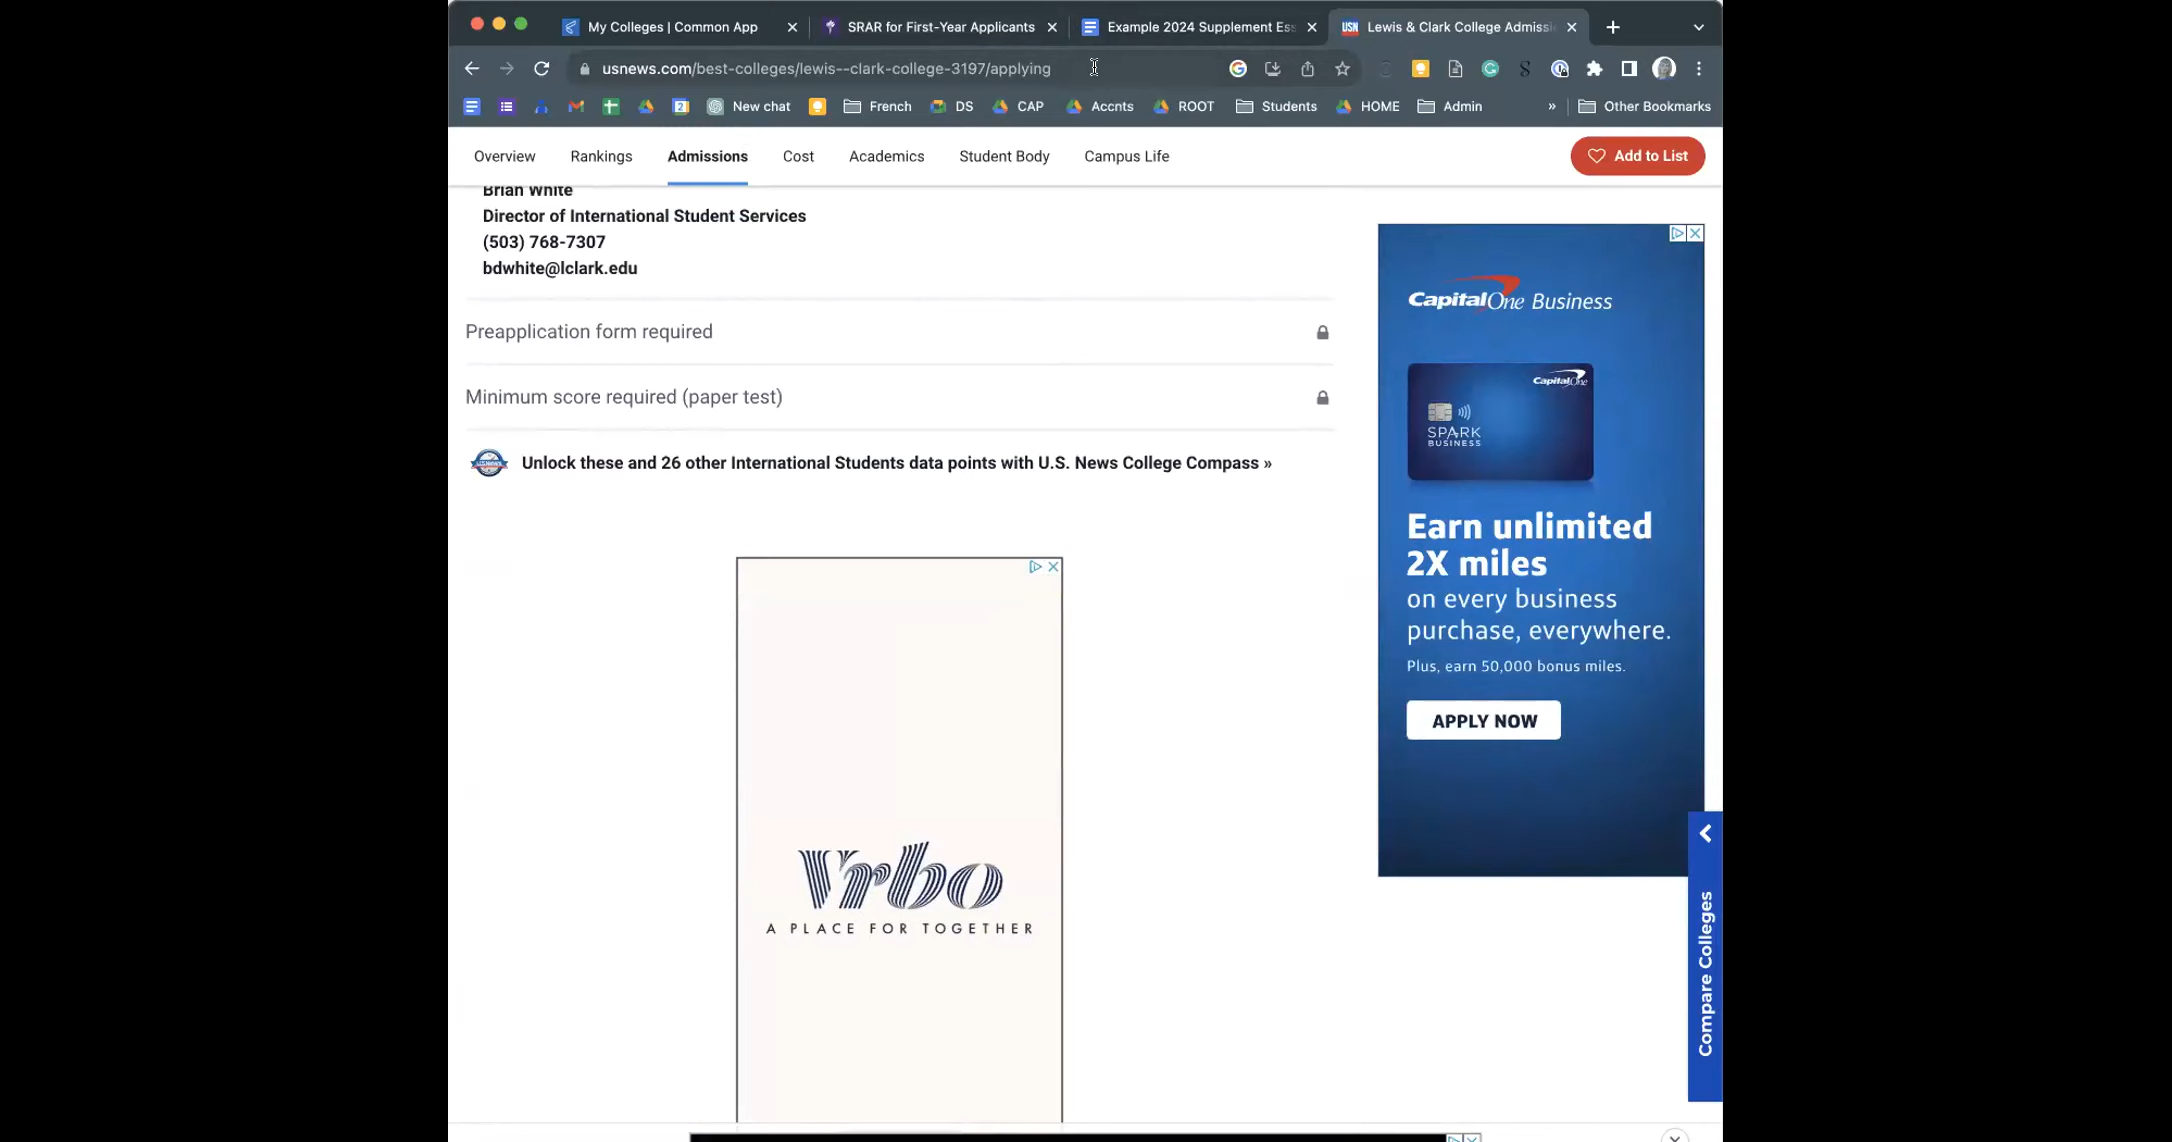 My Colleges | Common App
SRAR for First-Year Applicants
Example 2024 Supplement Ess
USN Lewis & Clark College Admissi
usnews.com/best-colleges/lewis--clark-college-3197/applying
2 New chat French DS CAP Accnts ROOT Students HOME Admin » Other Bookmarks
Overview Rankings Admissions Cost Academics Student Body Campus Life Add to List
Brian White
Director of International Student Services
(503) 768-7307
bdwhite@lclark.edu
Preapplication form required
Minimum score required (paper test)
Unlock these and 26 other International Students data points with U.S. News College Compass »
Vrbo
A PLACE FOR TOGETHER
CapitalOne Business
CapitalOne
SPARK
BUSINESS
Earn unlimited
2X miles
on every business
purchase, everywhere.
Plus, earn 50,000 bonus miles.
APPLY NOW
Compare Colleges